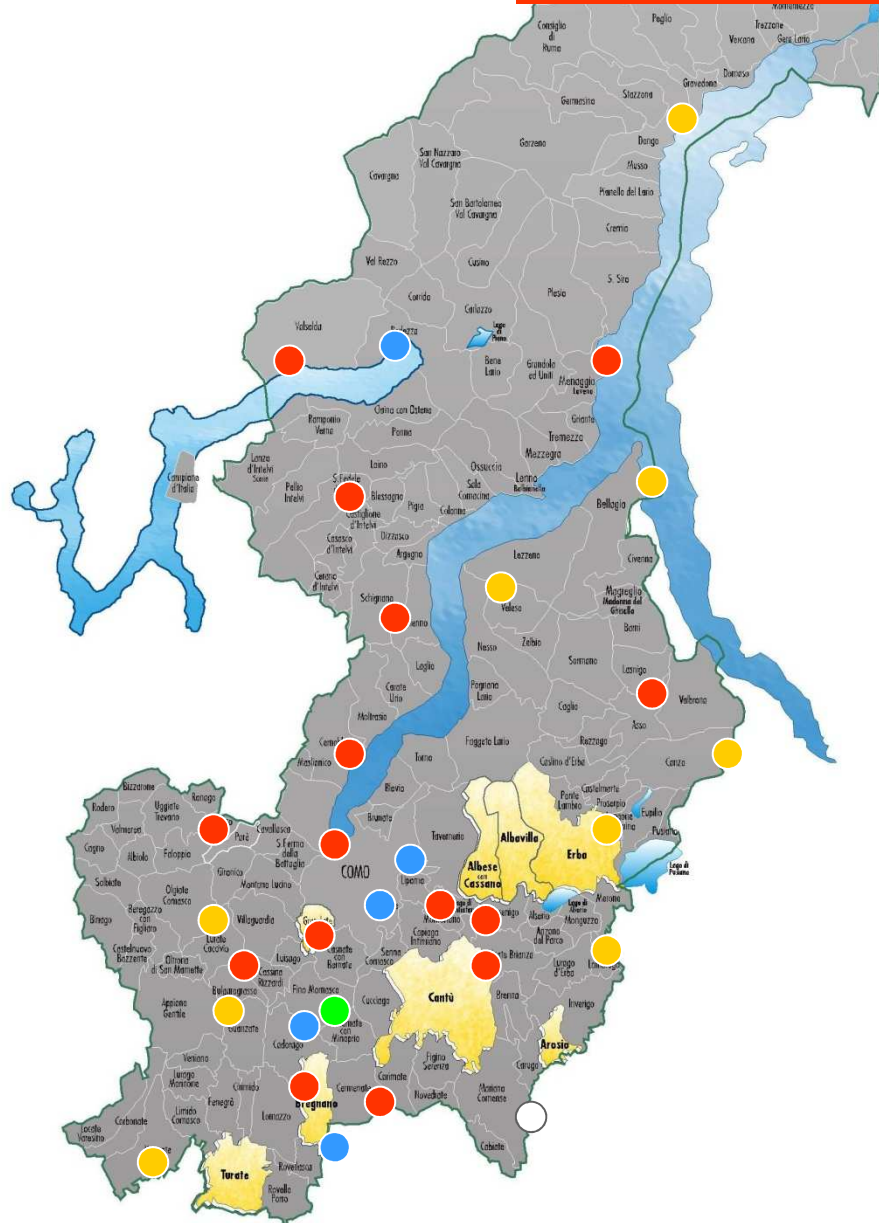 Consiglio
di
Rumo
Peglio
Montemezzo
Trezzone
Vercana
Gera Lario
Domaso
Gravedona
Stazzona
Germasino
Garzeno
Dongo
Musso
Pianello del Lario
Cremia
San Nazzaro
Val Cavargna
Cavargna
San Bartolomeo
Val Cavargna
Val Rezzo
Cusino
S. Siro
Plesio
Corrido
Carlazzo
Lago
di
Piano
Valsolda
Bene
Lario
Grandola
ed Uniti
Menaggio
Loveno
Griante
Claino con Osteno
Ramponio
Verna
Ponna
Tremezzo
Mezzegra
Lanzo
d'Intelvi
Laino
Ossuccio
Lenno
Balbianello
Campione
d'Italia
Pellio
Intelvi
S. Fedele
Blessagno
Sala
Comacina
Pigra
Colonno
Bellagio
Castiglione
d'Intelvi
Casasco
d'Intelvi
Dizzasco
Argegno
Lezzeno
Civenna
Cerano
d'Intelvi
Schignano
Veleso
Magreglio
Madonna del
Ghisallo
Barni
Nesso
Zelbio
Laglio
Sormano
Lasnigo
Carate
Urio
Pognana
Lario
Valbrona
Moltrasio
Caglio
Asso
Faggeto Lario
Rezzago
Canzo
Maslianico
Torno
Caslino d'Erba
Blevio
Castelmarte
Ponte
Lambro
Proserpio
Eupilio
Bizzarone
Ronago
Uggiate
Trevano
Rodero
Brunate
Pusiano
Valmorea
Parè
Cavallasca
S. Fermo
della
Battaglia
Tavernerio
Albavilla
Erba
Cagno
Albiolo
Faloppio
Gironico
COMO
Albese
con
Cassano
Lago di
Pusiano
Lipomo
Solbiate
Montano Lucino
Olgiate
Comasco
Merone
Binago
Beregazzo
con
Figliaro
Villaguardia
Lago di
Alserio
Monguzzo
Alserio
Lurate
Caccivio
Capiago
Intimiano
Anzano
del Parco
Castelnuovo
Bozzente
Oltrona
di San Mamette
Luisago
Casnate
con
Bernate
Senna
Comasco
Lurago
d'Erba
Cassina
Rizzardi
Bulgarograsso
Fino Mornasco
Cucciago
Cantù
Brenna
Inverigo
Appiano
Gentile
Guanzate
Cadorago
Minoprio
con
Arosio
Veniano
Figino
Serenza
Carugo
Lurago
Marinone
Cirimido
Carimate
Cermenate
Mariano
Comense
Fenegrò
Bregnano
Novedrate
Limido
Comasco
Lomazzo
Carbonate
Locate
Varesino
Cabiate
Turate
Rovellasca
Rovello
Porro